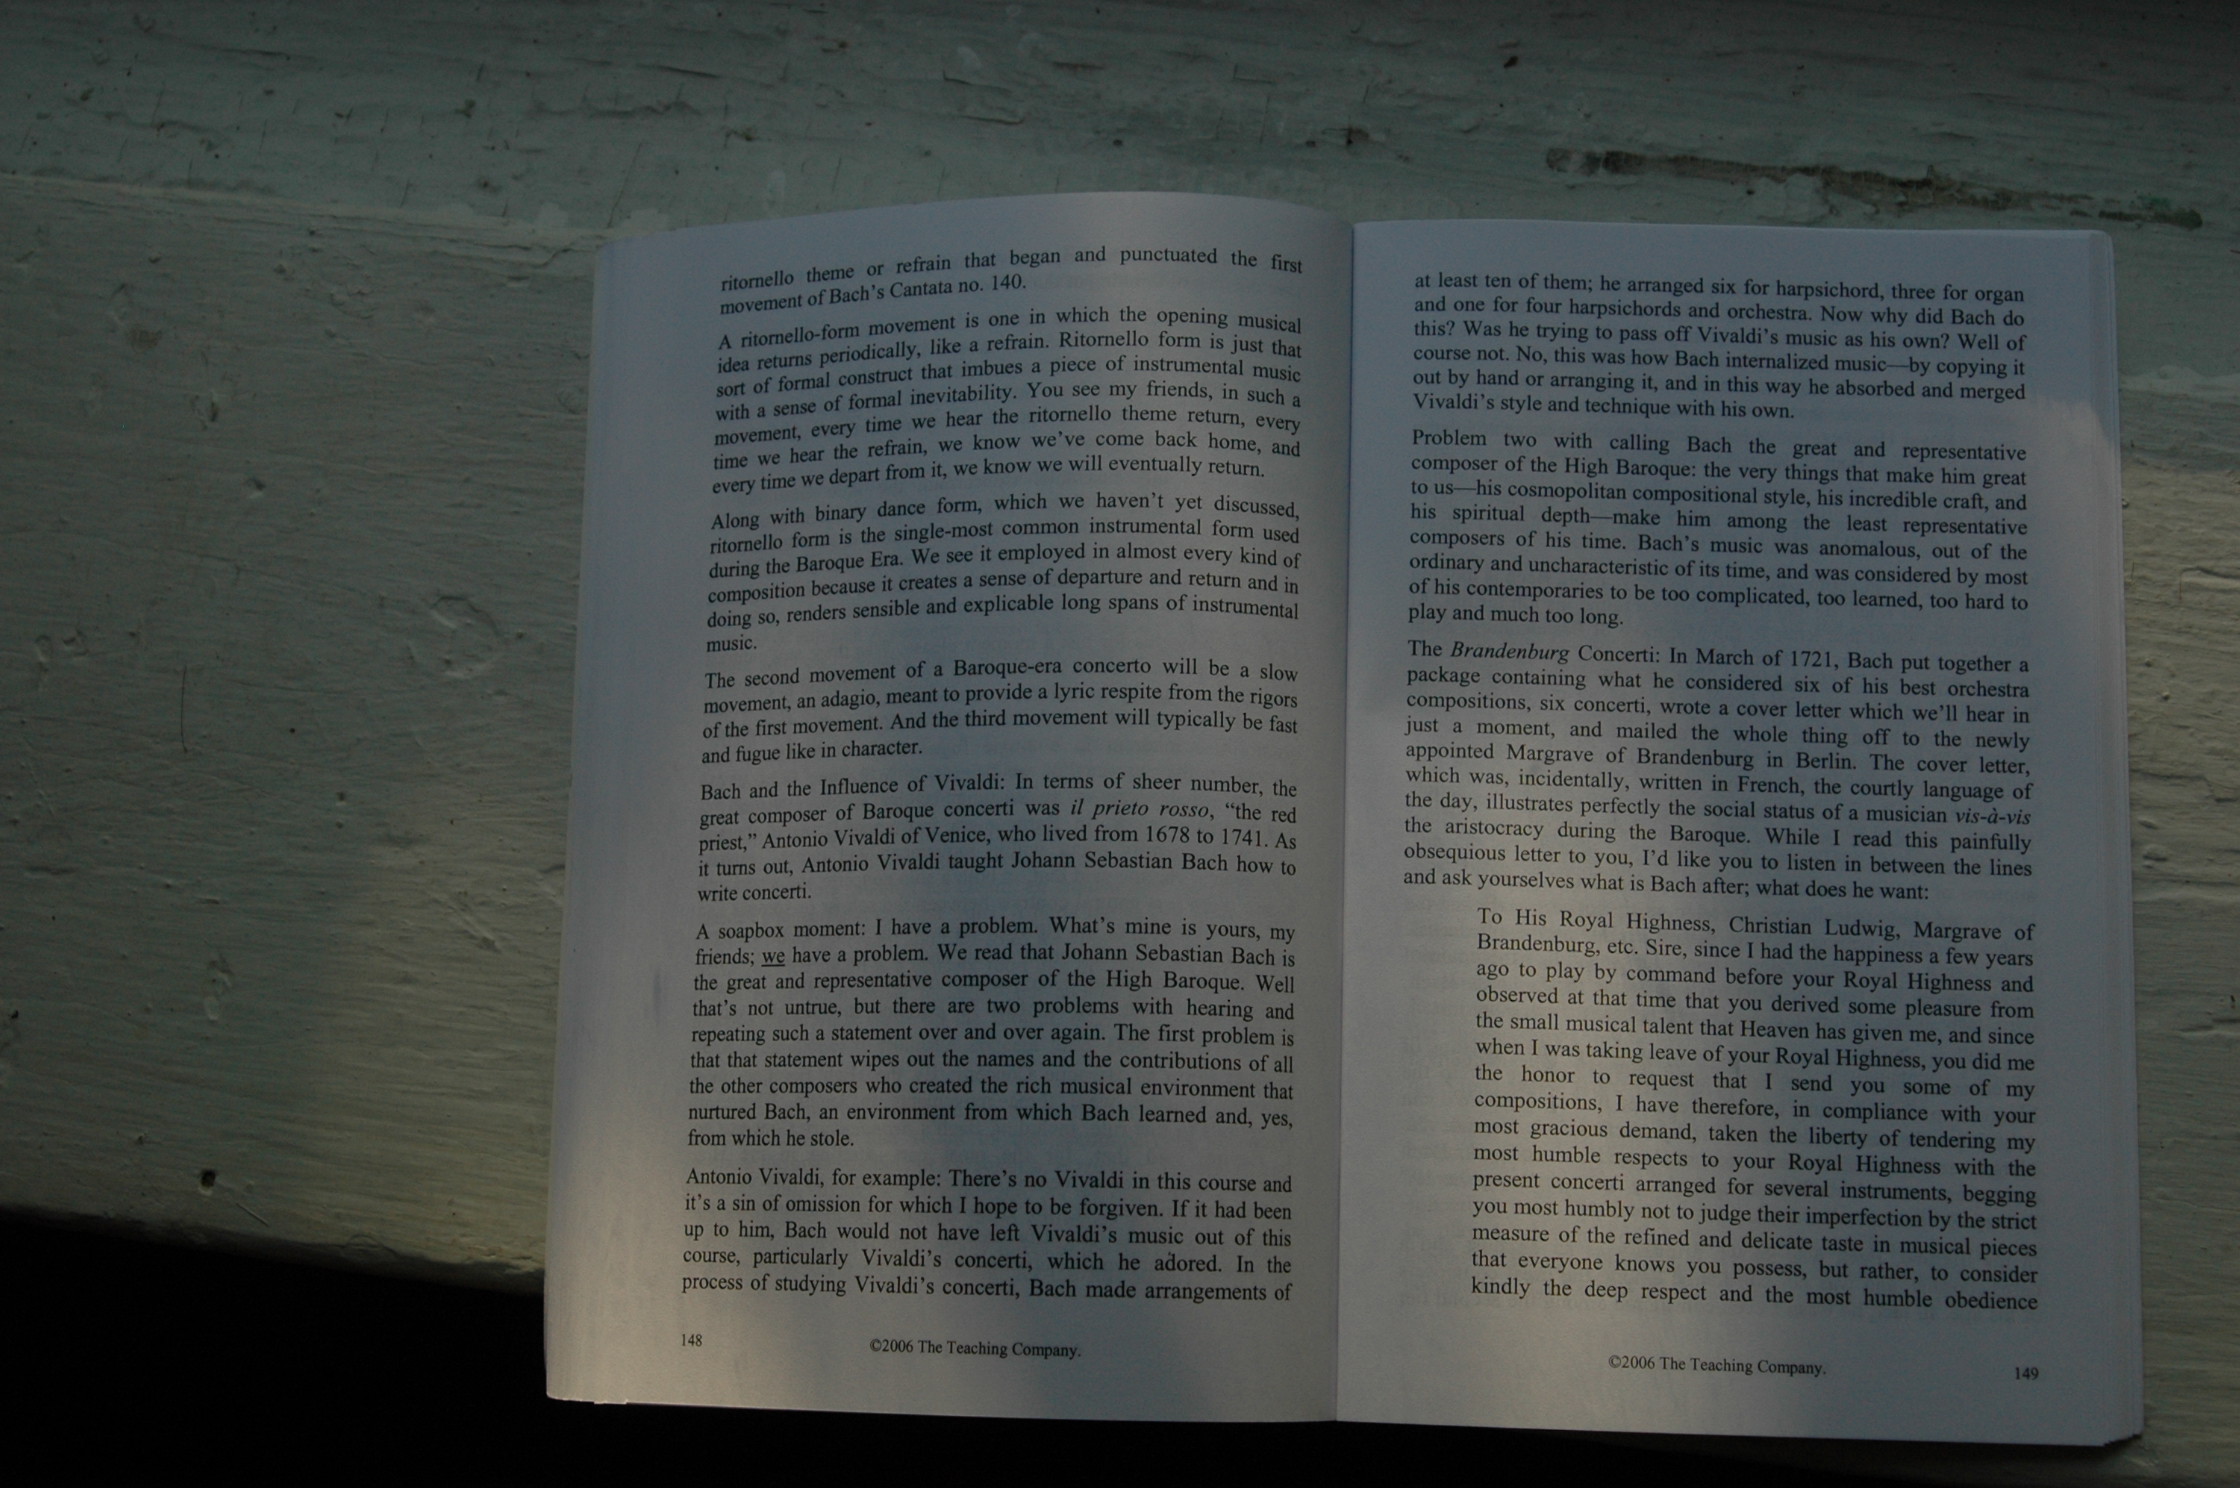 ritornello theme or refrain that began and punctuated the first
movement of Bach's Cantata no. 140.
A ritornello-form movement is one in which the opening musical
idea returns periodically, like a refrain. Ritornello form is just that
sort of formal construct that imbues a piece of instrumental music
with a sense of formal inevitability. You see my friends, in such a
movement, every time we hear the ritornello theme return, every
time we hear the refrain, we know we've come back home, and
every time we depart from it, we know we will eventually return.
Along with binary dance form, which we haven't yet discussed,
ritornello form is the single-most common instrumental form used
during the Baroque Era. We see it employed in almost every kind of
composition because it creates a sense of departure and return and in
doing so, renders sensible and explicable long spans of instrumental
music.
The second movement of a Baroque-era concerto will be a slow
movement, an adagio, meant to provide a lyric respite from the rigors
of the first movement. And the third movement will typically be fast
and fugue like in character.
Bach and the Influence of Vivaldi: In terms of sheer number, the
great composer of Baroque concerti was il prieto rosso, “the red
priest,” Antonio Vivaldi of Venice, who lived from 1678 to 1741. As
it turns out, Antonio Vivaldi taught Johann Sebastian Bach how to
write concerti.
A soapbox moment: I have a problem. What's mine is yours, my
friends; we have a problem. We read that Johann Sebastian Bach is
the great and representative composer of the High Baroque. Well
that's not untrue, but there are two problems with hearing and
repeating such a statement over and over again. The first problem is
that that statement wipes out the names and the contributions of all
the other composers who created the rich musical environment that
nurtured Bach, an environment from which Bach learned and, yes,
from which he stole.
Antonio Vivaldi, for example: There's no Vivaldi in this course and
it's a sin of omission for which I hope to be forgiven. If it had been
up to him, Bach would not have left Vivaldi's music out of this
course, particularly Vivaldi's concerti, which he adored. In the
process of studying Vivaldi's concerti, Bach made arrangements of
148
©2006 The Teaching Company.
at least ten of them; he arranged six for harpsichord, three for organ
and one for four harpsichords and orchestra. Now why did Bach do
this? Was he trying to pass off Vivaldi's music as his own? Well of
course not. No, this was how Bach internalized music—by copying it
out by hand or arranging it, and in this way he absorbed and merged
Vivaldi's style and technique with his own.
Problem two with calling Bach the great and representative
composer of the High Baroque: the very things that make him great
to us—his cosmopolitan compositional style, his incredible craft, and
his spiritual depth—make him among the least representative
composers of his time. Bach's music was anomalous, out of the
ordinary and uncharacteristic of its time, and was considered by most
of his contemporaries to be too complicated, too learned, too hard to
play and much too long.
The Brandenburg Concerti: In March of 1721, Bach put together a
package containing what he considered six of his best orchestra
compositions, six concerti, wrote a cover letter which we'll hear in
just a moment, and mailed the whole thing off to the newly
appointed Margrave of Brandenburg in Berlin. The cover letter,
which was, incidentally, written in French, the courtly language of
the day, illustrates perfectly the social status of a musician vis-à-vis
the aristocracy during the Baroque. While I read this painfully
obsequious letter to you, I'd like you to listen in between the lines
and ask yourselves what is Bach after; what does he want:
To His Royal Highness, Christian Ludwig, Margrave of
Brandenburg, etc. Sire, since I had the happiness a few years
ago to play by command before your Royal Highness and
observed at that time that you derived some pleasure from
the small musical talent that Heaven has given me, and since
when I was taking leave of your Royal Highness, you did me
the honor to request that I send you some of my
compositions, I have therefore, in compliance with your
most gracious demand, taken the liberty of tendering my
most humble respects to your Royal Highness with the
present concerti arranged for several instruments, begging
you most humbly not to judge their imperfection by the strict
measure of the refined and delicate taste in musical pieces
that everyone knows you possess, but rather, to consider
kindly the deep respect and the most humble obedience
©2006 The Teaching Company.
149